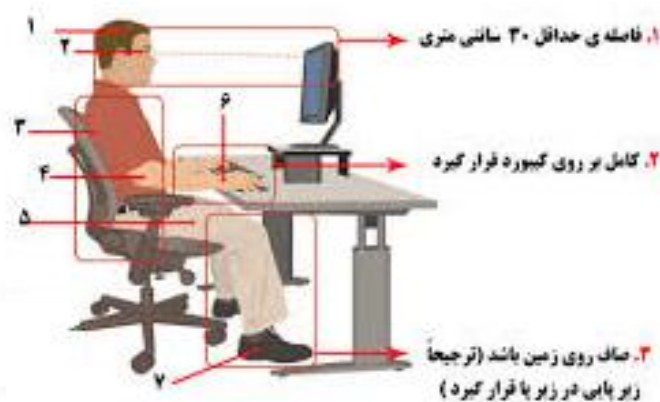 ۱
۲
۳
۴
۵
۶
۷
۱. فاصله ی حداقل ۳۰ سانتی متری
۲. کامل بر روی کیبورد قرار گیرد
۳. صاف روی زمین باشد (ترجیحاً
زیر پایی در زیر پا قرار گیرد )